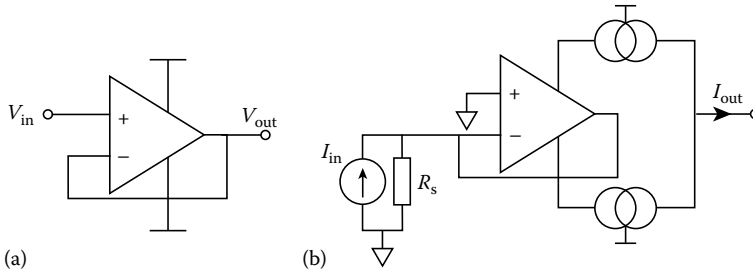 V_in
+
−
V_out
(a)
I_in
R_s
+
−
I_out
(b)